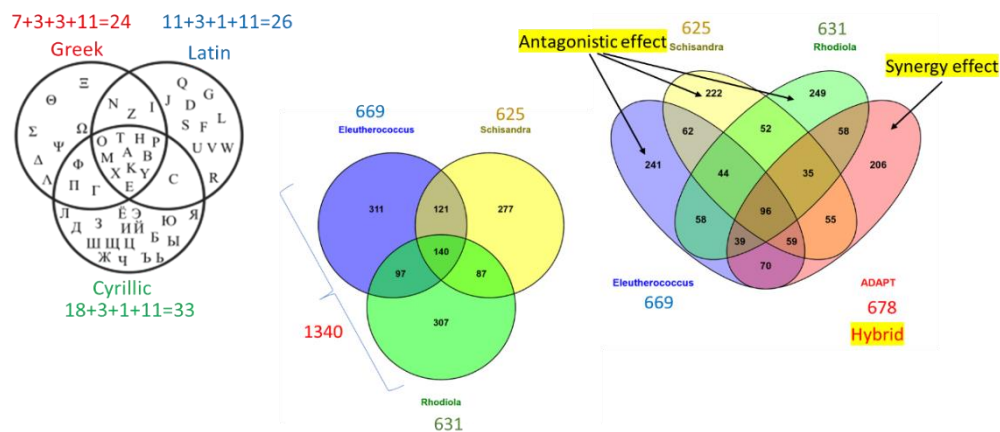 7+3+3+11=24
11+3+1+11=26
Greek
Latin
Ξ
Θ
Σ
Ω
Ψ
Δ
Λ
Φ
Π
Γ
N
Z
I
Q
J
D
G
S
F
L
U V W
R
C
O T H P
M A B
X K Y
E
Л
Д
З
Ё Э
И Й
Ю
Я
Ш Щ Ц
Б
Ы
Ж
Ч
Ъ Ь
Cyrillic
18+3+1+11=33
669
Eleutherococcus
625
Schisandra
311
121
277
140
97
87
307
1340
Rhodiola
631
Antagonistic effect
625
Schisandra
631
Rhodiola
Synergy effect
222
249
62
52
58
241
44
35
206
58
96
55
39
59
70
Eleutherococcus
669
ADAPT
678
Hybrid